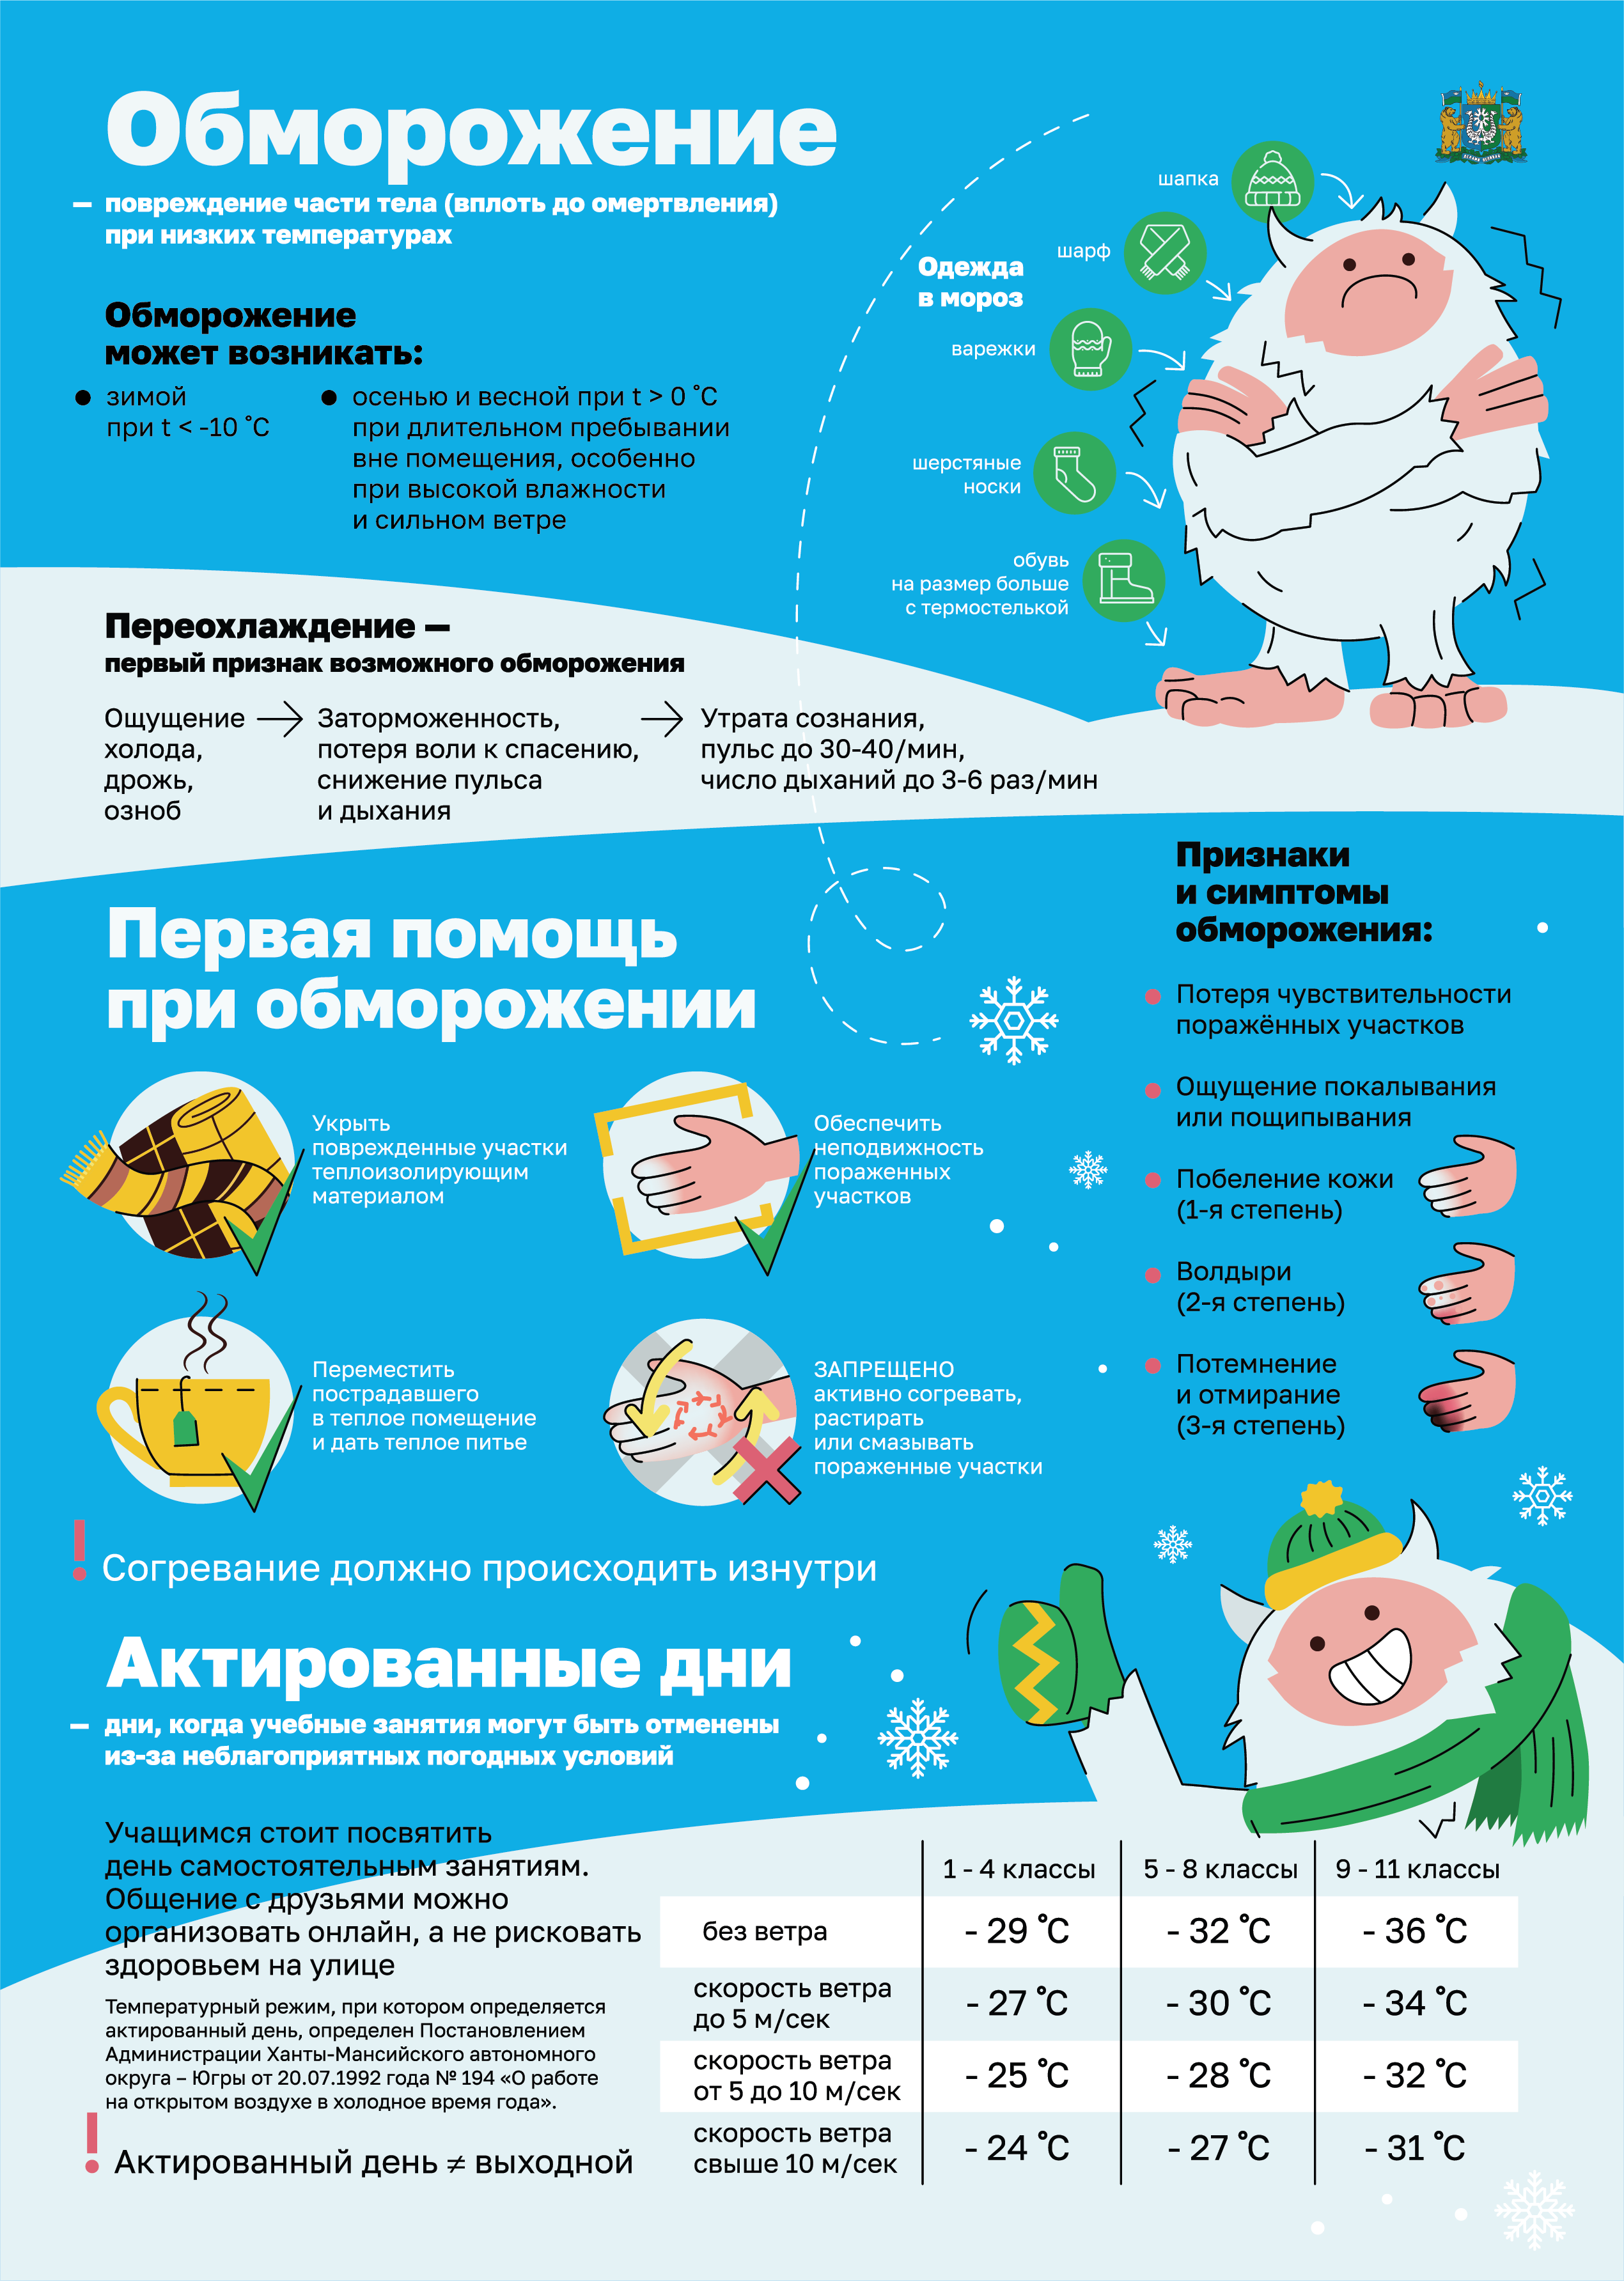 Обморожение
– повреждение части тела (вплоть до омертвления)
при низких температурах
Обморожение
может возникать:
● зимой
при t < -10 ˚C
● осенью и весной при t > 0 ˚C
при длительном пребывании
вне помещения, особенно
при высокой влажности
и сильном ветре
Одежда
в мороз
шапка
шарф
варежки
шерстяные
носки
обувь
на размер больше
с термостелькой
Переохлаждение –
первый признак возможного обморожения
Ощущение
холода,
дрожь,
озноб
Заторможенность,
потеря воли к спасению,
снижение пульса
и дыхания
Утрата сознания,
пульс до 30-40/мин,
число дыханий до 3-6 раз/мин
Первая помощь
при обморожении
Укрыть
поврежденные участки
теплоизолирующим
материалом
Обеспечить
неподвижность
пораженных
участков
Переместить
пострадавшего
в теплое помещение
и дать теплое питье
ЗАПРЕЩЕНО
активно согревать,
растирать
или смазывать
пораженные участки
! Согревание должно происходить изнутри
Признаки
и симптомы
обморожения:
● Потеря чувствительности
поражённых участков
● Ощущение покалывания
или пощипывания
● Побеление кожи
(1-я степень)
● Волдыри
(2-я степень)
● Потемнение
и отмирание
(3-я степень)
Актированные дни
– дни, когда учебные занятия могут быть отменены
из-за неблагоприятных погодных условий
Учащимся стоит посвятить
день самостоятельным занятиям.
Общение с друзьями можно
организовать онлайн, а не рисковать
здоровьем на улице
Температурный режим, при котором определяется
актированный день, определен Постановлением
Администрации Ханты-Мансийского автономного
округа – Югры от 20.07.1992 года № 194 «О работе
на открытом воздухе в холодное время года».
! Актированный день ≠ выходной
1 - 4 классы 5 - 8 классы 9 - 11 классы
без ветра - 29 ˚C - 32 ˚C - 36 ˚C
скорость ветра
до 5 м/сек - 27 ˚C - 30 ˚C - 34 ˚C
скорость ветра
от 5 до 10 м/сек - 25 ˚C - 28 ˚C - 32 ˚C
скорость ветра
свыше 10 м/сек - 24 ˚C - 27 ˚C - 31 ˚C